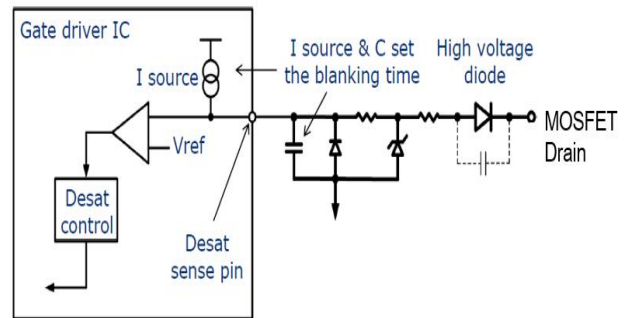 Gate driver IC
I source
I source & C set
the blanking time
High voltage
diode
Vref
MOSFET
Drain
Desat
control
Desat
sense pin